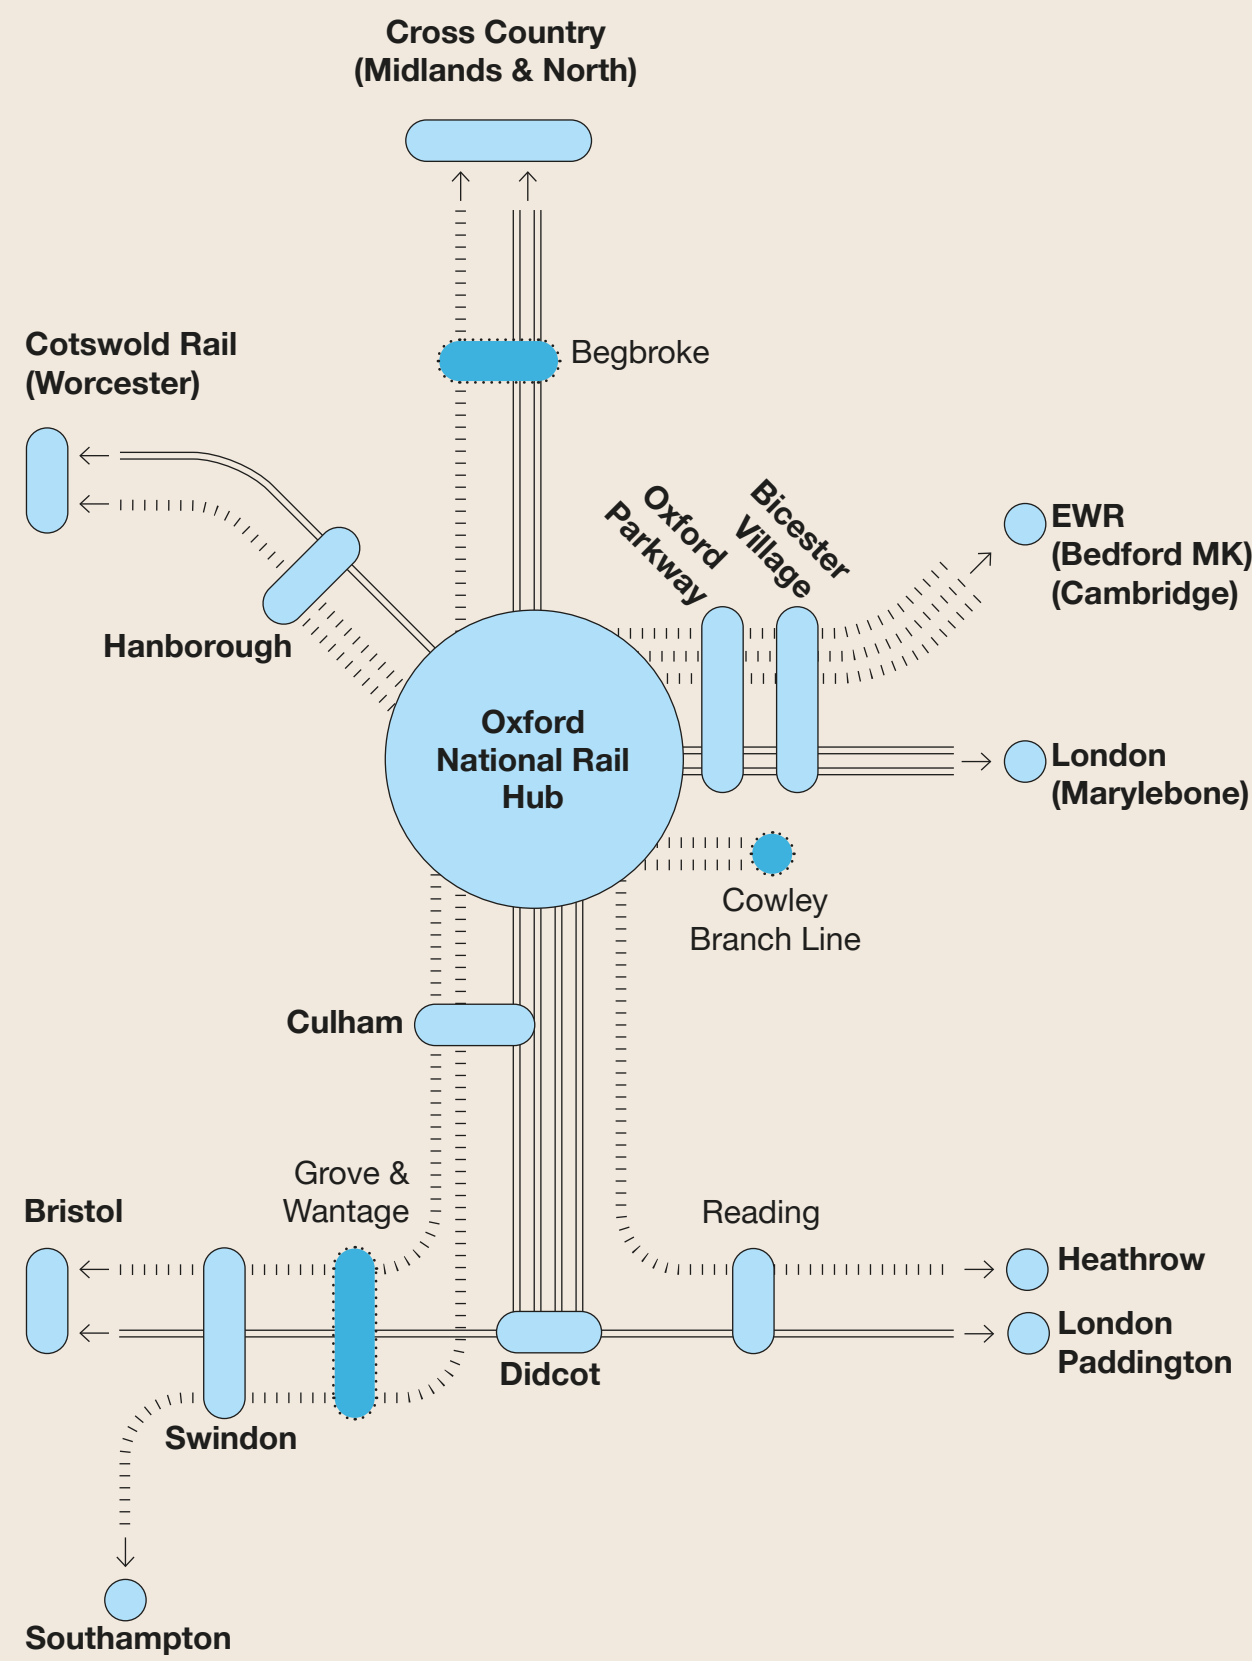 Cross Country
(Midlands & North)
Begbroke
Cotswold Rail
(Worcester)
Hanborough
Oxford
Parkway
Bicester
Village
EWR
(Bedford MK)
(Cambridge)
Oxford
National Rail
Hub
London
(Marylebone)
Cowley
Branch Line
Culham
Grove &
Wantage
Bristol
Reading
Heathrow
London
Paddington
Didcot
Swindon
Southampton